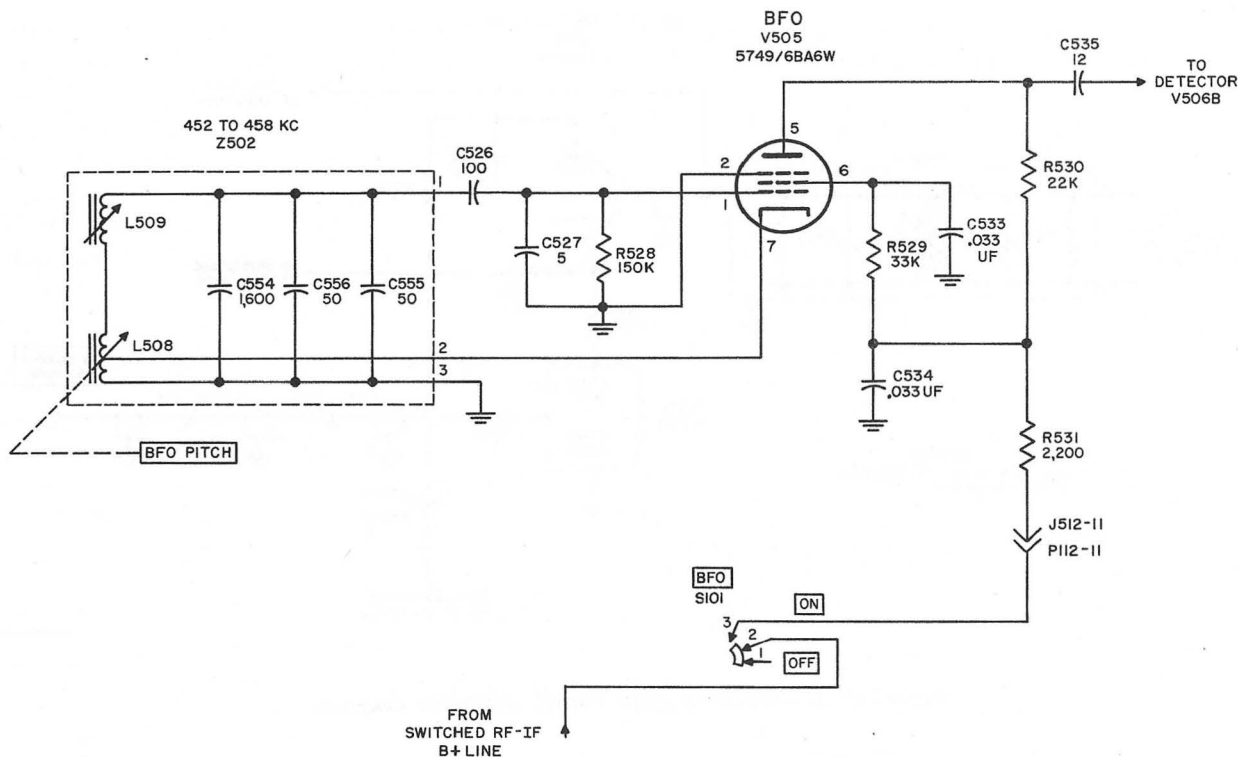 BFO
V505
5749/6BA6W
C535
12
TO
DETECTOR
V506B
452 TO 458 KC
Z502
C526
100
5
2
6
1
1
7
R530
22K
L509
C527
5
R528
150K
R529
33K
C533
.033
UF
C554
1,600
C556
50
C555
50
L508
2
3
C534
.033UF
BFO PITCH
R531
2,200
J512-11
P112-11
BFO
S101
ON
3
2
1
OFF
FROM
SWITCHED RF-IF
B+ LINE